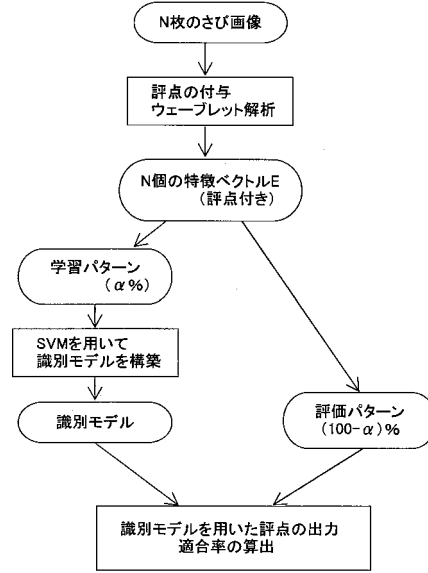 N枚のさび画像
評点の付与
ウェーブレット解析
N個の特徴ベクトルE
(評点付き)
学習パターン
(α%)
SVMを用いて
識別モデルを構築
識別モデル
評価パターン
(100-α)%
識別モデルを用いた評点の出力
適合率の算出